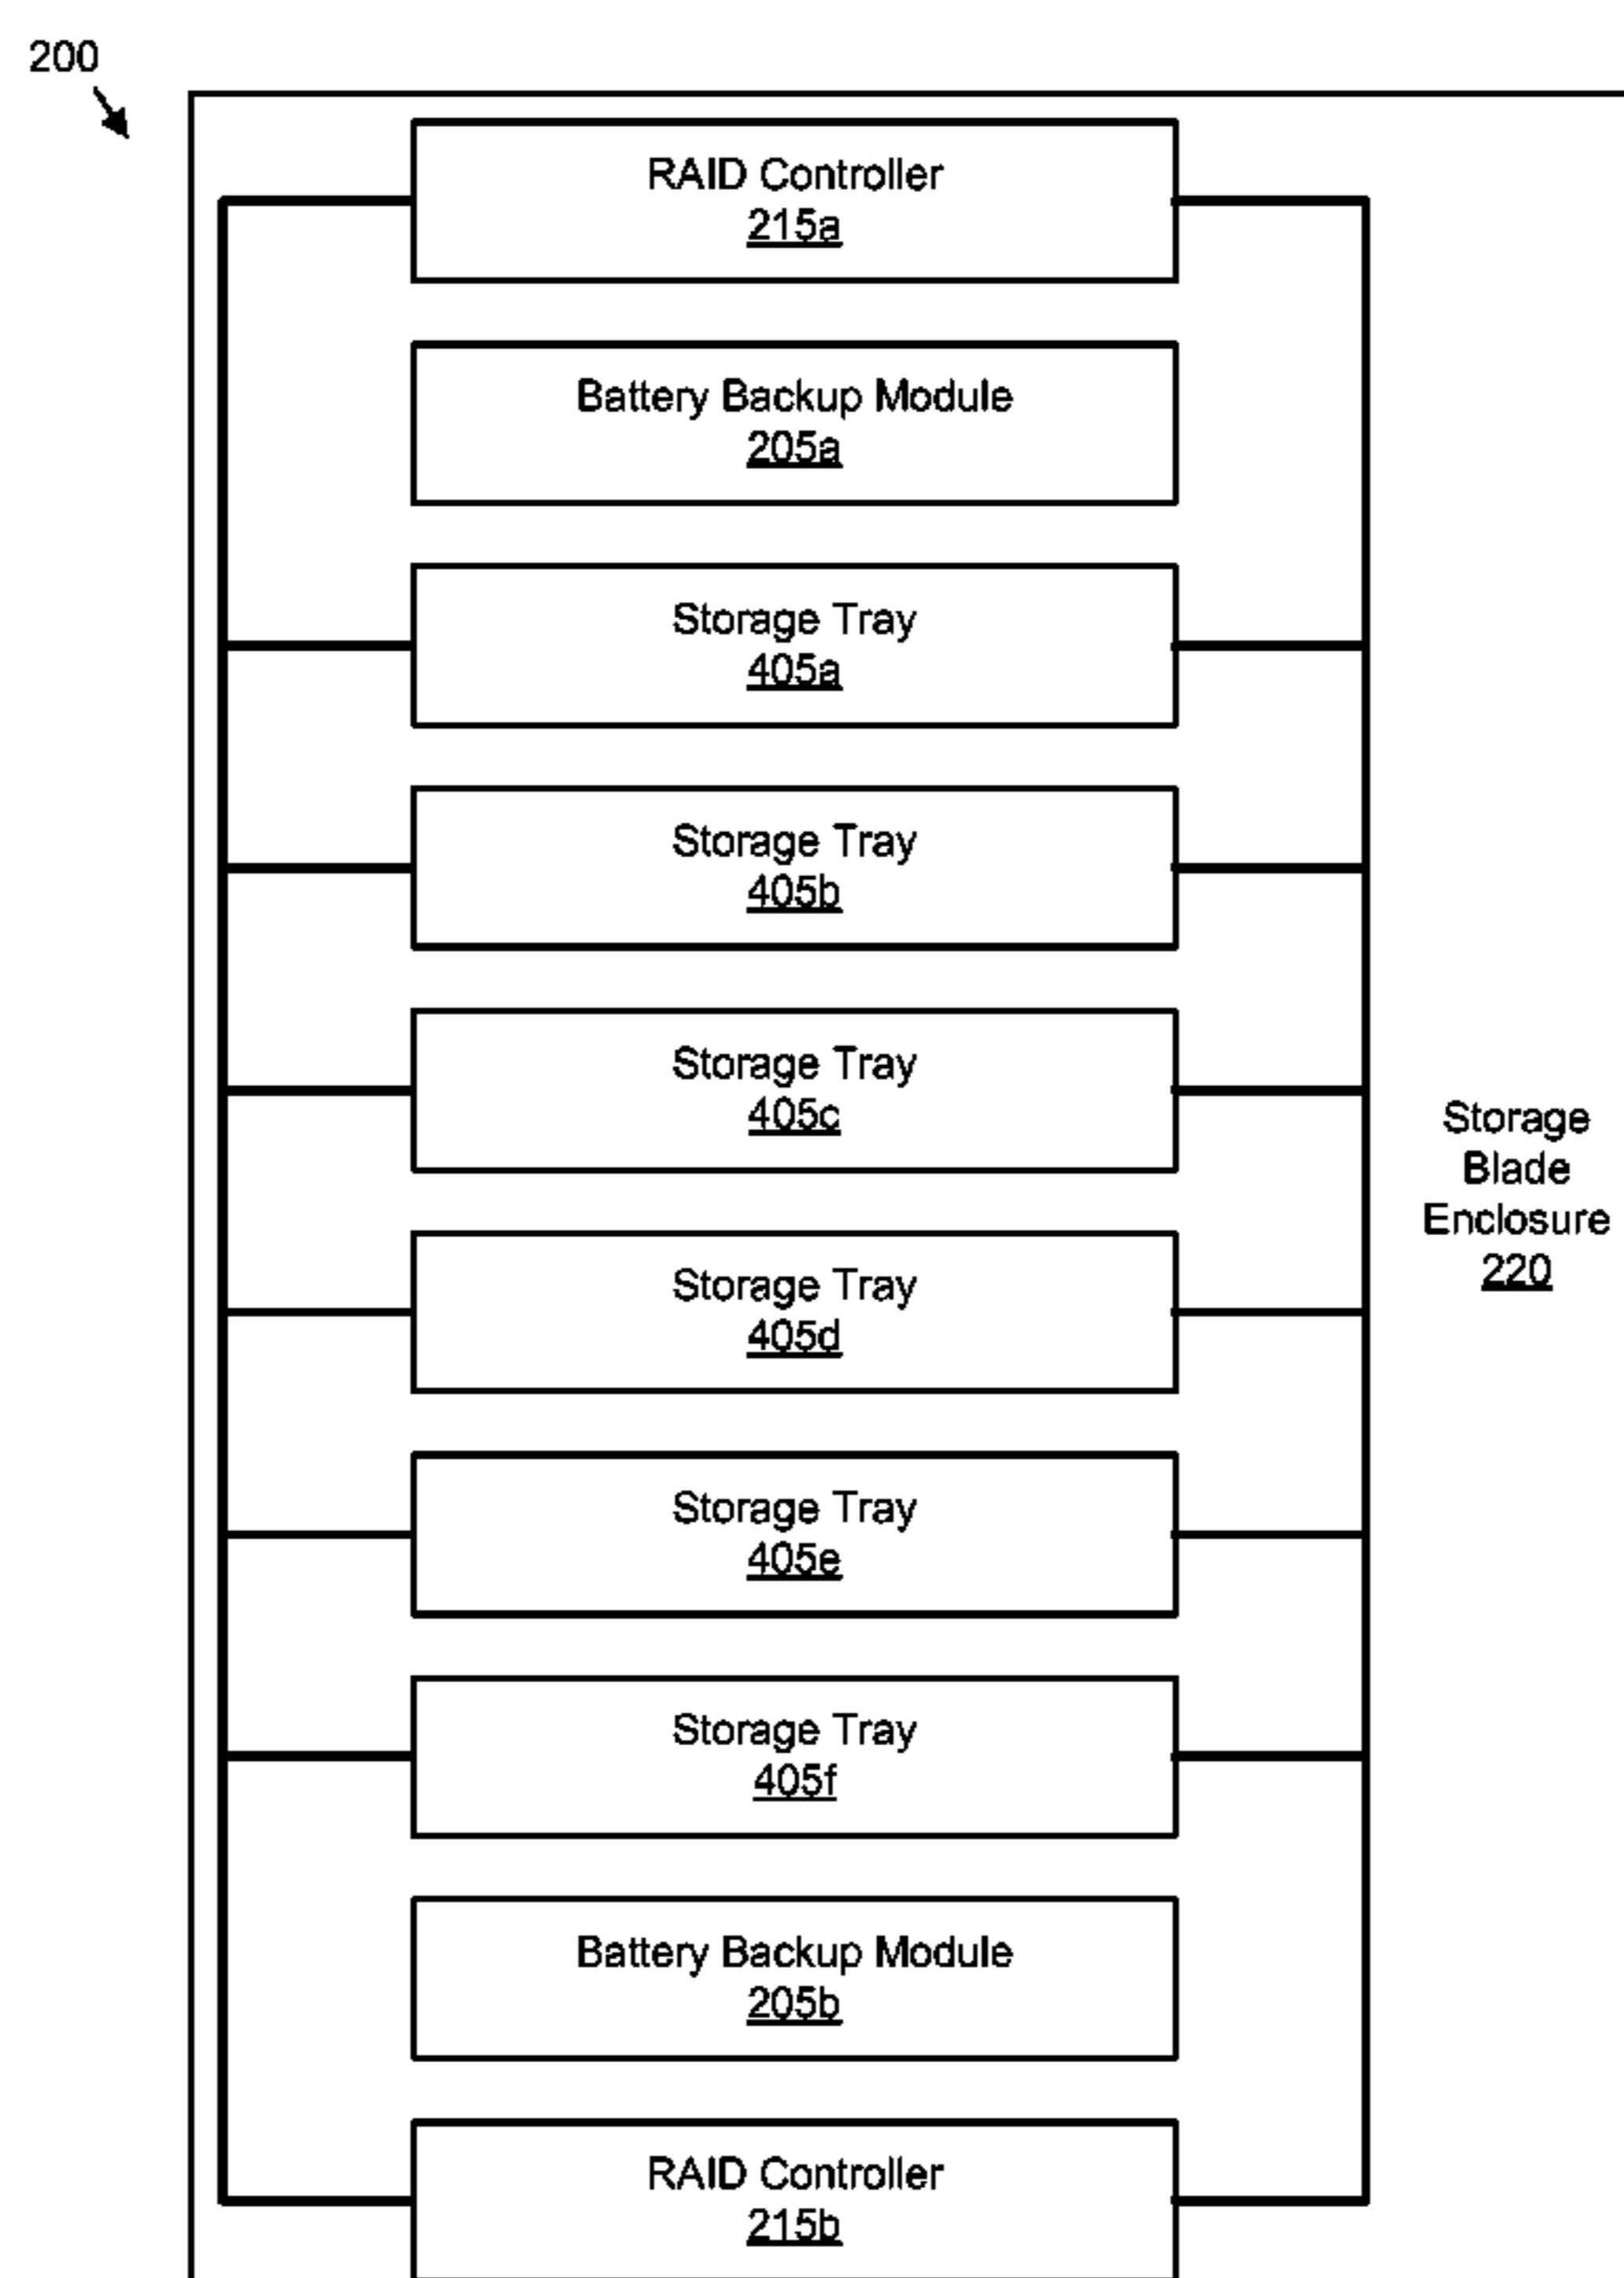 200
RAID Controller
215a
Battery Backup Module
205a
Storage Tray
405a
Storage Tray
405b
Storage Tray
405c
Storage Tray
405d
Storage Tray
405e
Storage Tray
405f
Battery Backup Module
205b
RAID Controller
215b
Storage
Blade
Enclosure
220